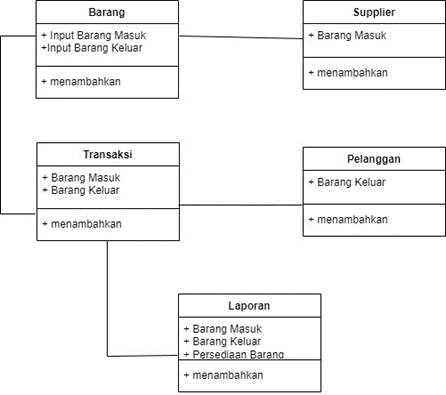 Barang
+ Input Barang Masuk
+Input Barang Keluar
+ menambahkan
Supplier
+ Barang Masuk
+ menambahkan
Transaksi
+ Barang Masuk
+ Barang Keluar
+ menambahkan
Pelanggan
+ Barang Keluar
+ menambahkan
Laporan
+ Barang Masuk
+ Barang Keluar
+ Persediaan Barang
+ menambahkan